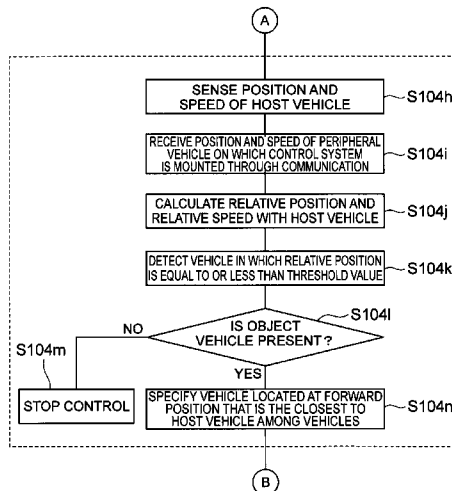 A
SENSE POSITION AND
SPEED OF HOST VEHICLE
S104h
RECEIVE POSITION AND SPEED OF PERIPHERAL
VEHICLE ON WHICH CONTROL SYSTEM
IS MOUNTED THROUGH COMMUNICATION
S104i
CALCULATE RELATIVE POSITION AND
RELATIVE SPEED WITH HOST VEHICLE
S104j
DETECT VEHICLE IN WHICH RELATIVE POSITION
IS EQUAL TO OR LESS THAN THRESHOLD VALUE
S104k
S104l
IS OBJECT
VEHICLE PRESENT?
NO
YES
S104m
STOP CONTROL
SPECIFY VEHICLE LOCATED AT FORWARD
POSITION THAT IS THE CLOSEST TO
HOST VEHICLE AMONG VEHICLES
S104n
B